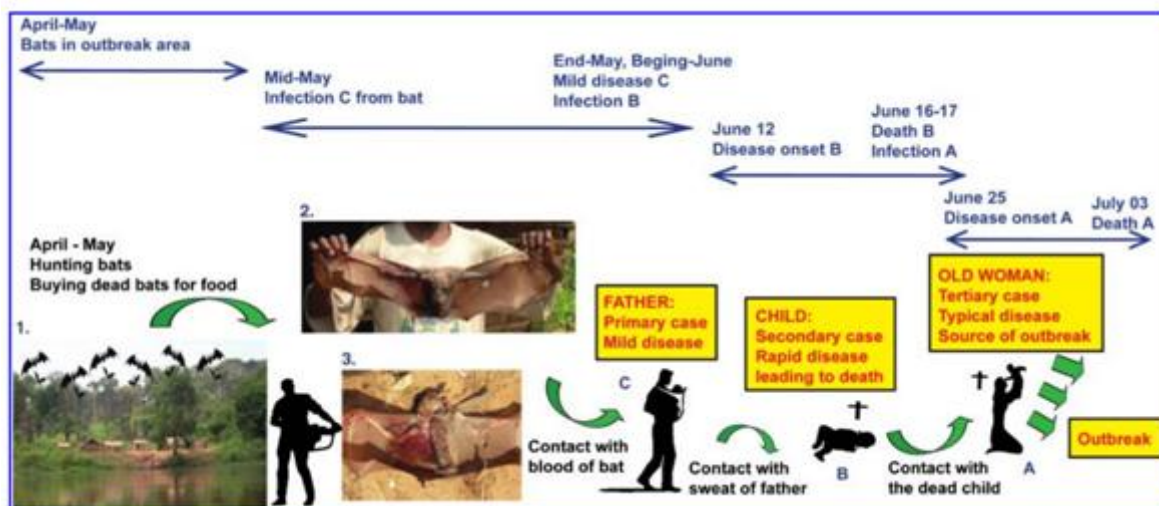 April-May
Bats in outbreak area
Mid-May
Infection C from bat
End-May, Beging-June
Mild disease C
Infection B
June 12
Disease onset B
June 16-17
Death B
Infection A
June 25
Disease onset A
July 03
Death A
April - May
Hunting bats
Buying dead bats for food
1.
2.
3.
FATHER:
Primary case
Mild disease
CHILD:
Secondary case
Rapid disease
leading to death
OLD WOMAN:
Tertiary case
Typical disease
Source of outbreak
C
Contact with
blood of bat
Contact with
sweat of father
B
Contact with
the dead child
A
Outbreak